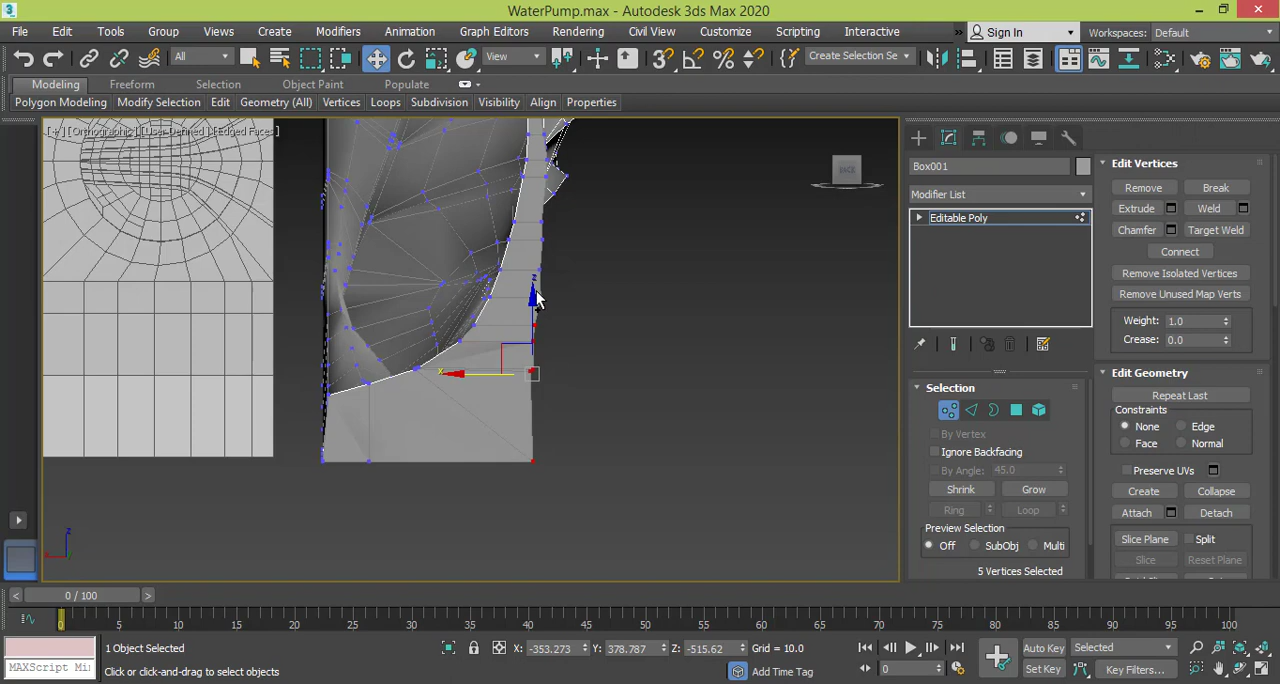 WaterPump.max - Autodesk 3ds Max 2020
File Edit Tools Group Views Create Modifiers Animation Graph Editors Rendering Civil View Customize Scripting Interactive » Sign In Workspaces: Default
All View Create Selection Se
Modeling Freeform Selection Object Paint Populate
Polygon Modeling Modify Selection Edit Geometry (All) Vertices Loops Subdivision Visibility Align Properties
[+] [Orthographic] [User Defined] [Edged Faces]
BACK
z
x
z
x
Box001
Modifier List
Editable Poly
Selection
By Vertex
Ignore Backfacing
By Angle: 45.0
Shrink Grow
Ring Loop
Preview Selection
Off SubObj Multi
5 Vertices Selected
Edit Vertices
Remove Break
Extrude Weld
Chamfer Target Weld
Connect
Remove Isolated Vertices
Remove Unused Map Verts
Weight: 1.0
Crease: 0.0
Edit Geometry
Repeat Last
Constraints
None Edge
Face Normal
Preserve UVs
Create Collapse
Attach Detach
Slice Plane Split
Slice Reset Plane
< 0 / 100 >
0 5 10 15 20 25 30 35 40 45 50 55 60 65 70 75 80 85 90 95 100
1 Object Selected X: -353.273 Y: 378.787 Z: -515.62 Grid = 10.0 Auto Key Selected
MAXScript Mi: Click or click-and-drag to select objects Add Time Tag 0 Set Key Key Filters...